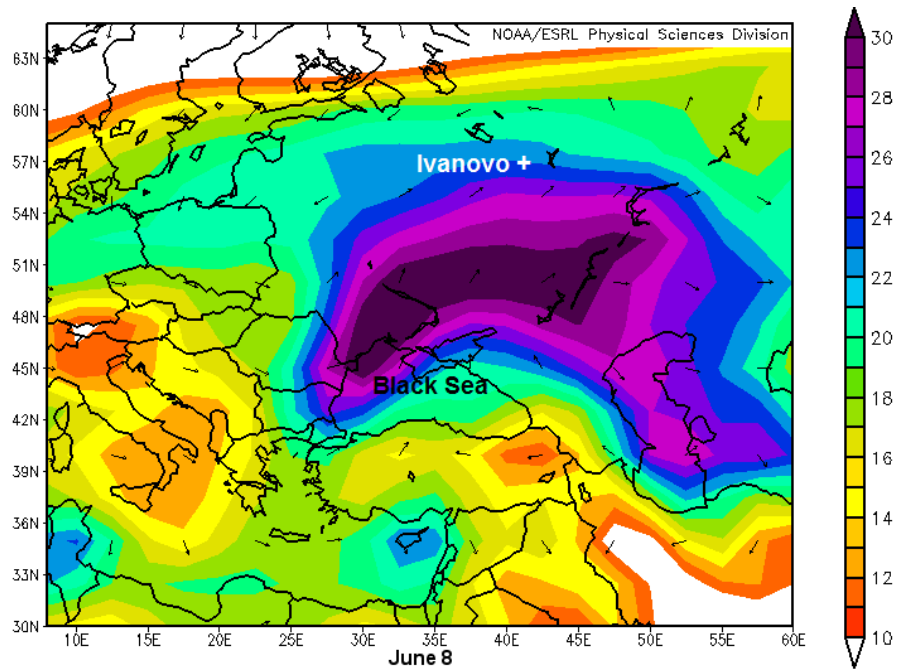 NOAA/ESRL Physical Sciences Division
63N
60N
57N
54N
51N
48N
45N
42N
39N
36N
33N
30N
Ivanovo +
Black Sea
10E 15E 20E 25E 30E 35E 40E 45E 50E 55E 60E
June 8
30
28
26
24
22
20
18
16
14
12
10